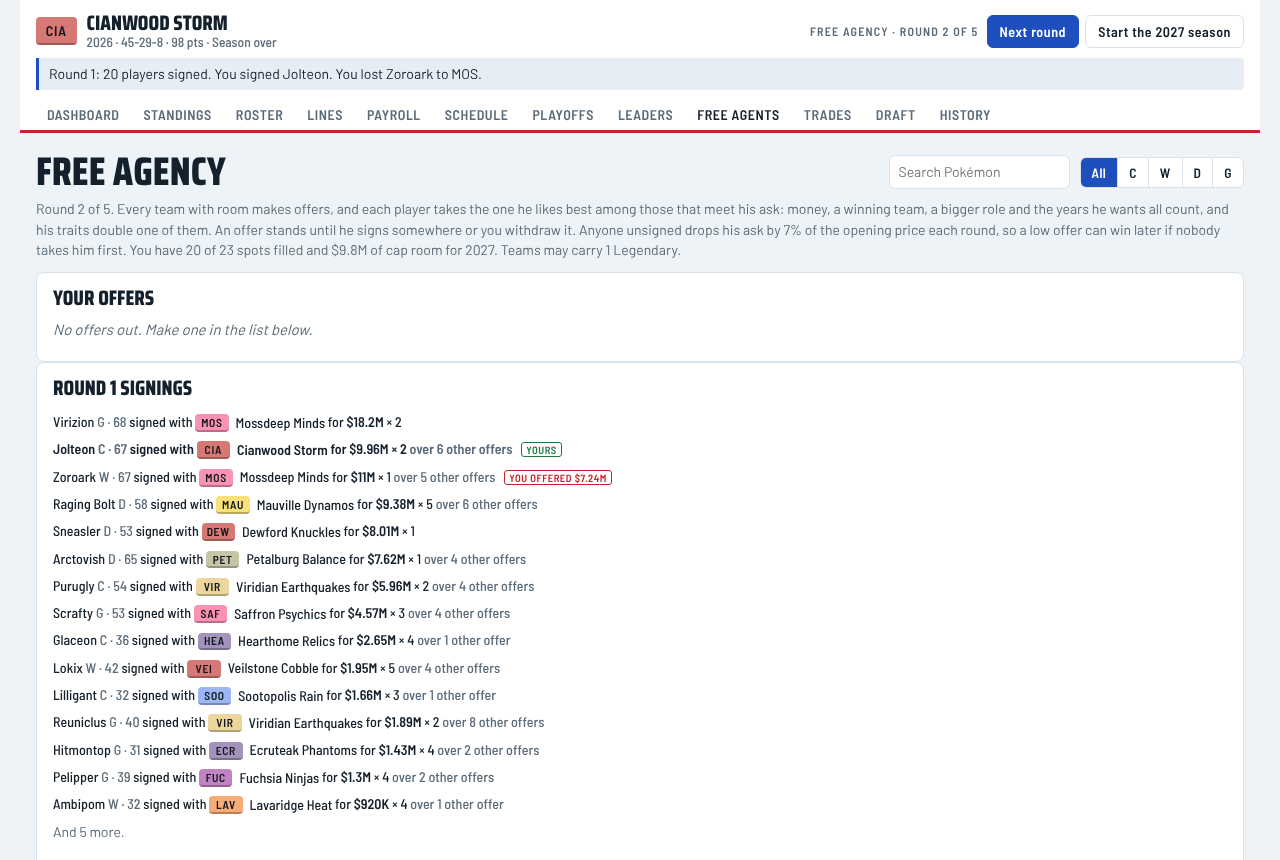 CIA
CIANWOOD STORM
2026 · 45-29-8 · 98 pts · Season over
FREE AGENCY · ROUND 2 OF 5
Next round
Start the 2027 season
Round 1: 20 players signed. You signed Jolteon. You lost Zoroark to MOS.
DASHBOARD STANDINGS ROSTER LINES PAYROLL SCHEDULE PLAYOFFS LEADERS FREE AGENTS TRADES DRAFT HISTORY
FREE AGENCY
Search Pokémon
All C W D G
Round 2 of 5. Every team with room makes offers, and each player takes the one he likes best among those that meet his ask: money, a winning team, a bigger role and the years he wants all count, and
his traits double one of them. An offer stands until he signs somewhere or you withdraw it. Anyone unsigned drops his ask by 7% of the opening price each round, so a low offer can win later if nobody
takes him first. You have 20 of 23 spots filled and $9.8M of cap room for 2027. Teams may carry 1 Legendary.
YOUR OFFERS
No offers out. Make one in the list below.
ROUND 1 SIGNINGS
Virizion G · 68 signed with MOS Mossdeep Minds for $18.2M × 2
Jolteon C · 67 signed with CIA Cianwood Storm for $9.96M × 2 over 6 other offers YOURS
Zoroark W · 67 signed with MOS Mossdeep Minds for $11M × 1 over 5 other offers YOU OFFERED $7.24M
Raging Bolt D · 58 signed with MAU Mauville Dynamos for $9.38M × 5 over 6 other offers
Sneasler D · 53 signed with DEW Dewford Knuckles for $8.01M × 1
Arctovish D · 65 signed with PET Petalburg Balance for $7.62M × 1 over 4 other offers
Purugly C · 54 signed with VIR Viridian Earthquakes for $5.96M × 2 over 4 other offers
Scrafty G · 53 signed with SAF Saffron Psychics for $4.57M × 3 over 4 other offers
Glaceon C · 36 signed with HEA Hearthome Relics for $2.65M × 4 over 1 other offer
Lokix W · 42 signed with VEI Veilstone Cobble for $1.95M × 5 over 4 other offers
Lilligant C · 32 signed with SOO Sootopolis Rain for $1.66M × 3 over 1 other offer
Reuniclus G · 40 signed with VIR Viridian Earthquakes for $1.89M × 2 over 8 other offers
Hitmontop G · 31 signed with ECR Ecruteak Phantoms for $1.43M × 4 over 2 other offers
Pelipper G · 39 signed with FUC Fuchsia Ninjas for $1.3M × 4 over 2 other offers
Ambipom W · 32 signed with LAV Lavaridge Heat for $920K × 4 over 1 other offer
And 5 more.